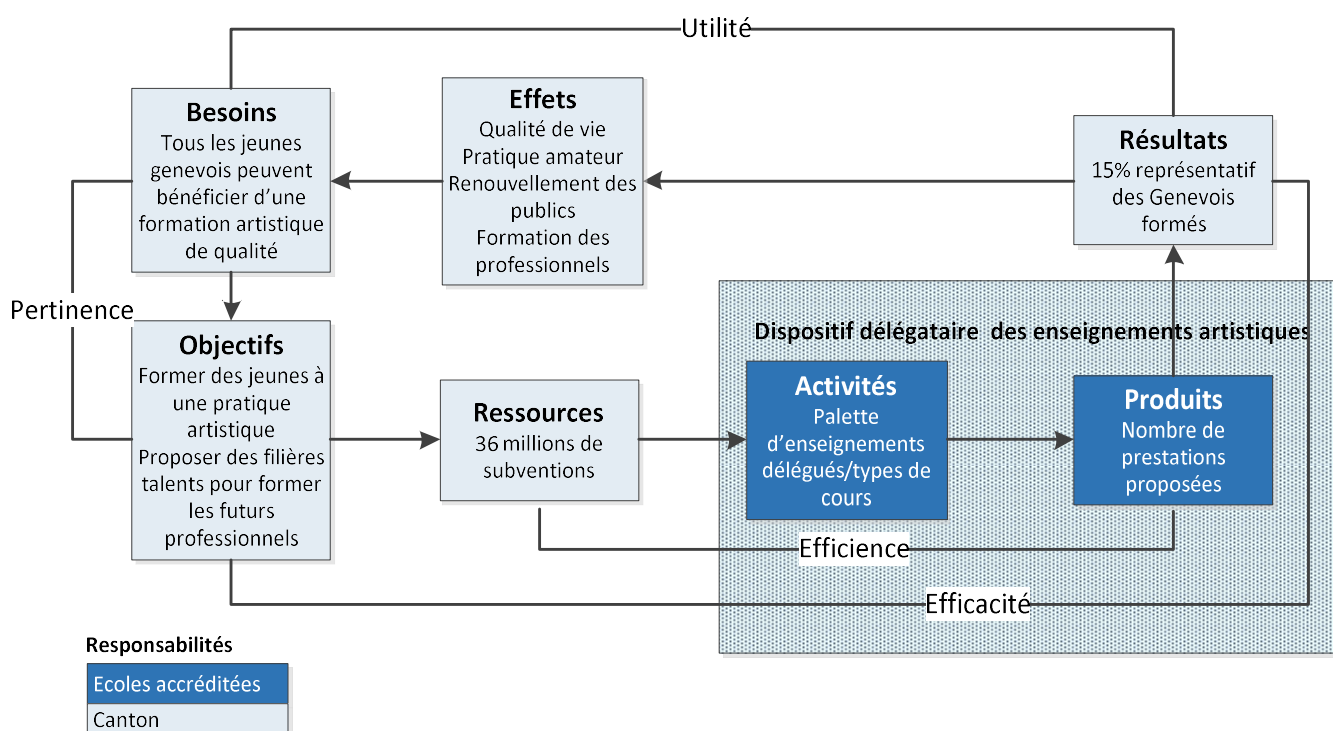 Utilité
Besoins
Tous les jeunes
genevois peuvent
bénéficier d’une
formation artistique
de qualité
Effets
Qualité de vie
Pratique amateur
Renouvellement des
publics
Formation des
professionnels
Résultats
15% représentatif
des Genevois
formés
Pertinence
Objectifs
Former des jeunes à
une pratique
artistique
Proposer des filières
talents pour former
les futurs
professionnels
Ressources
36 millions de
subventions
Dispositif délégataire des enseignements artistiques
Activités
Palette
d’enseignements
délégués/types de
cours
Produits
Nombre de
prestations
proposées
Efficience
Efficacité
Responsabilités
Ecoles accréditées
Canton